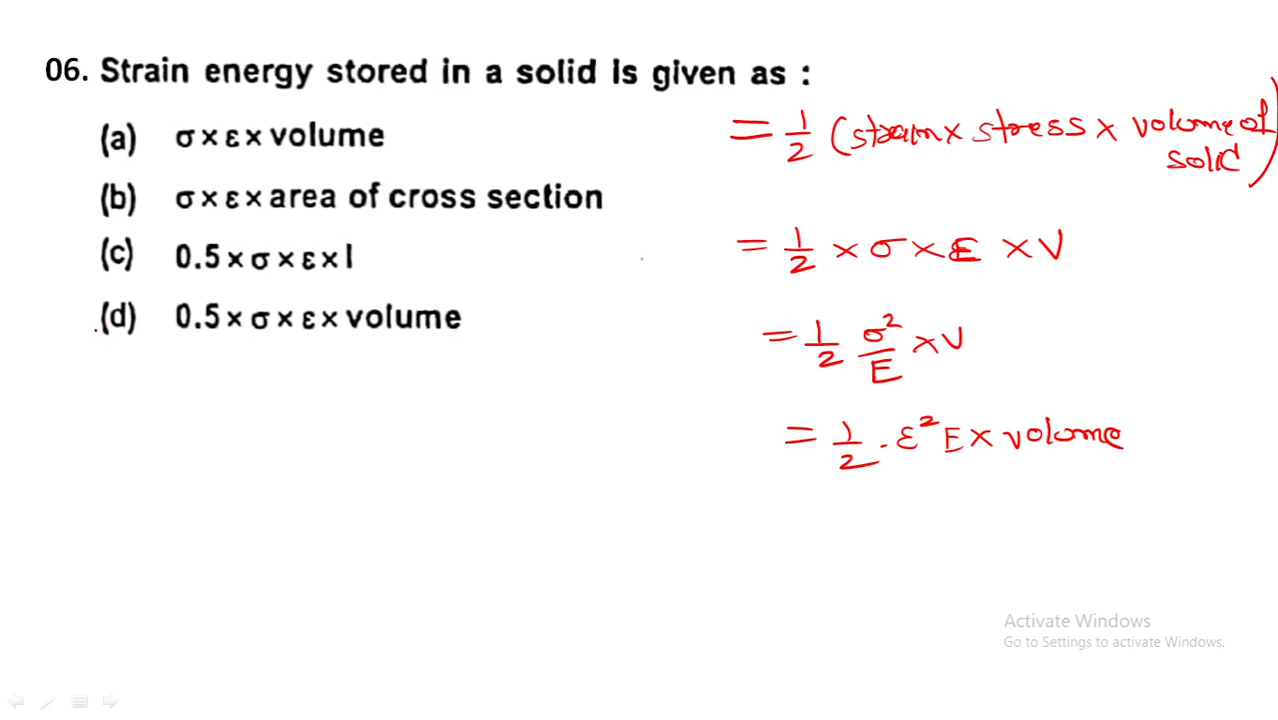 06. Strain energy stored in a solid is given as :
(a) σ × ε × volume
(b) σ × ε × area of cross section
(c) 0.5 × σ × ε × l
(d) 0.5 × σ × ε × volume
= 1/2 (strain × stress × volume of
solid)
= 1/2 × σ × ε × V
= 1/2 σ²/E × V
= 1/2 . ε² E × volume
Activate Windows
Go to Settings to activate Windows.